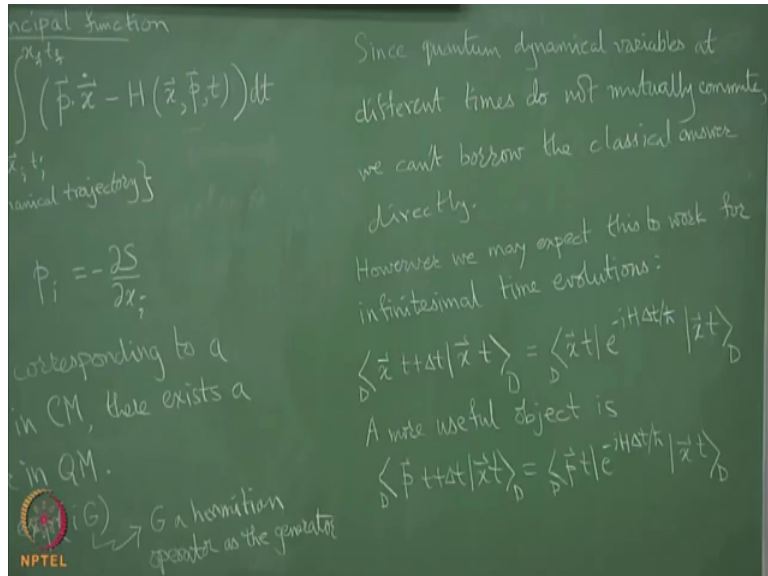 ncipal function
x_f t_f
∫ (p⃗·ẋ⃗ − H(x⃗, p⃗, t)) dt
x⃗_i t_i
namical trajectory}
p_i = − ∂S/∂x_i
corresponding to a
in CM, there exists a
in QM.
iG) → G a hermitian
operator as the generator
NPTEL
Since quantum dynamical variables at
different times do not mutually commute,
we can't borrow the classical answer
directly.
However we may expect this to work for
infinitesimal time evolutions:
_D⟨x⃗ t+Δt|x⃗ t⟩_D = _D⟨x⃗t| e^{-iHΔt/ħ} |x⃗t⟩_D
A more useful object is
_D⟨p⃗ t+Δt|x⃗t⟩_D = _D⟨p⃗t| e^{-iHΔt/ħ} |x⃗t⟩_D